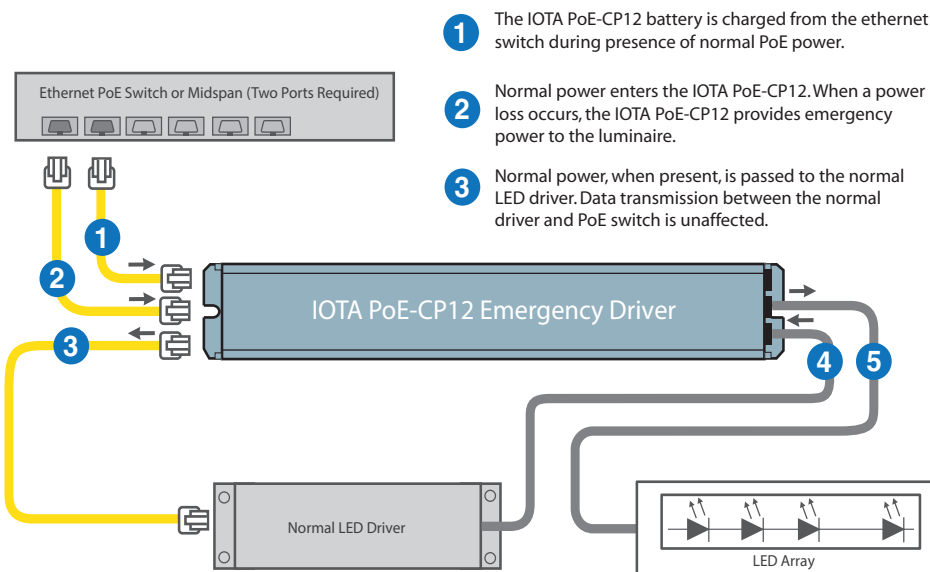 1
The IOTA PoE-CP12 battery is charged from the ethernet
switch during presence of normal PoE power.
2
Normal power enters the IOTA PoE-CP12. When a power
loss occurs, the IOTA PoE-CP12 provides emergency
power to the luminaire.
3
Normal power, when present, is passed to the normal
LED driver. Data transmission between the normal
driver and PoE switch is unaffected.
Ethernet PoE Switch or Midspan (Two Ports Required)
1
2
3
IOTA PoE-CP12 Emergency Driver
4
5
Normal LED Driver
LED Array